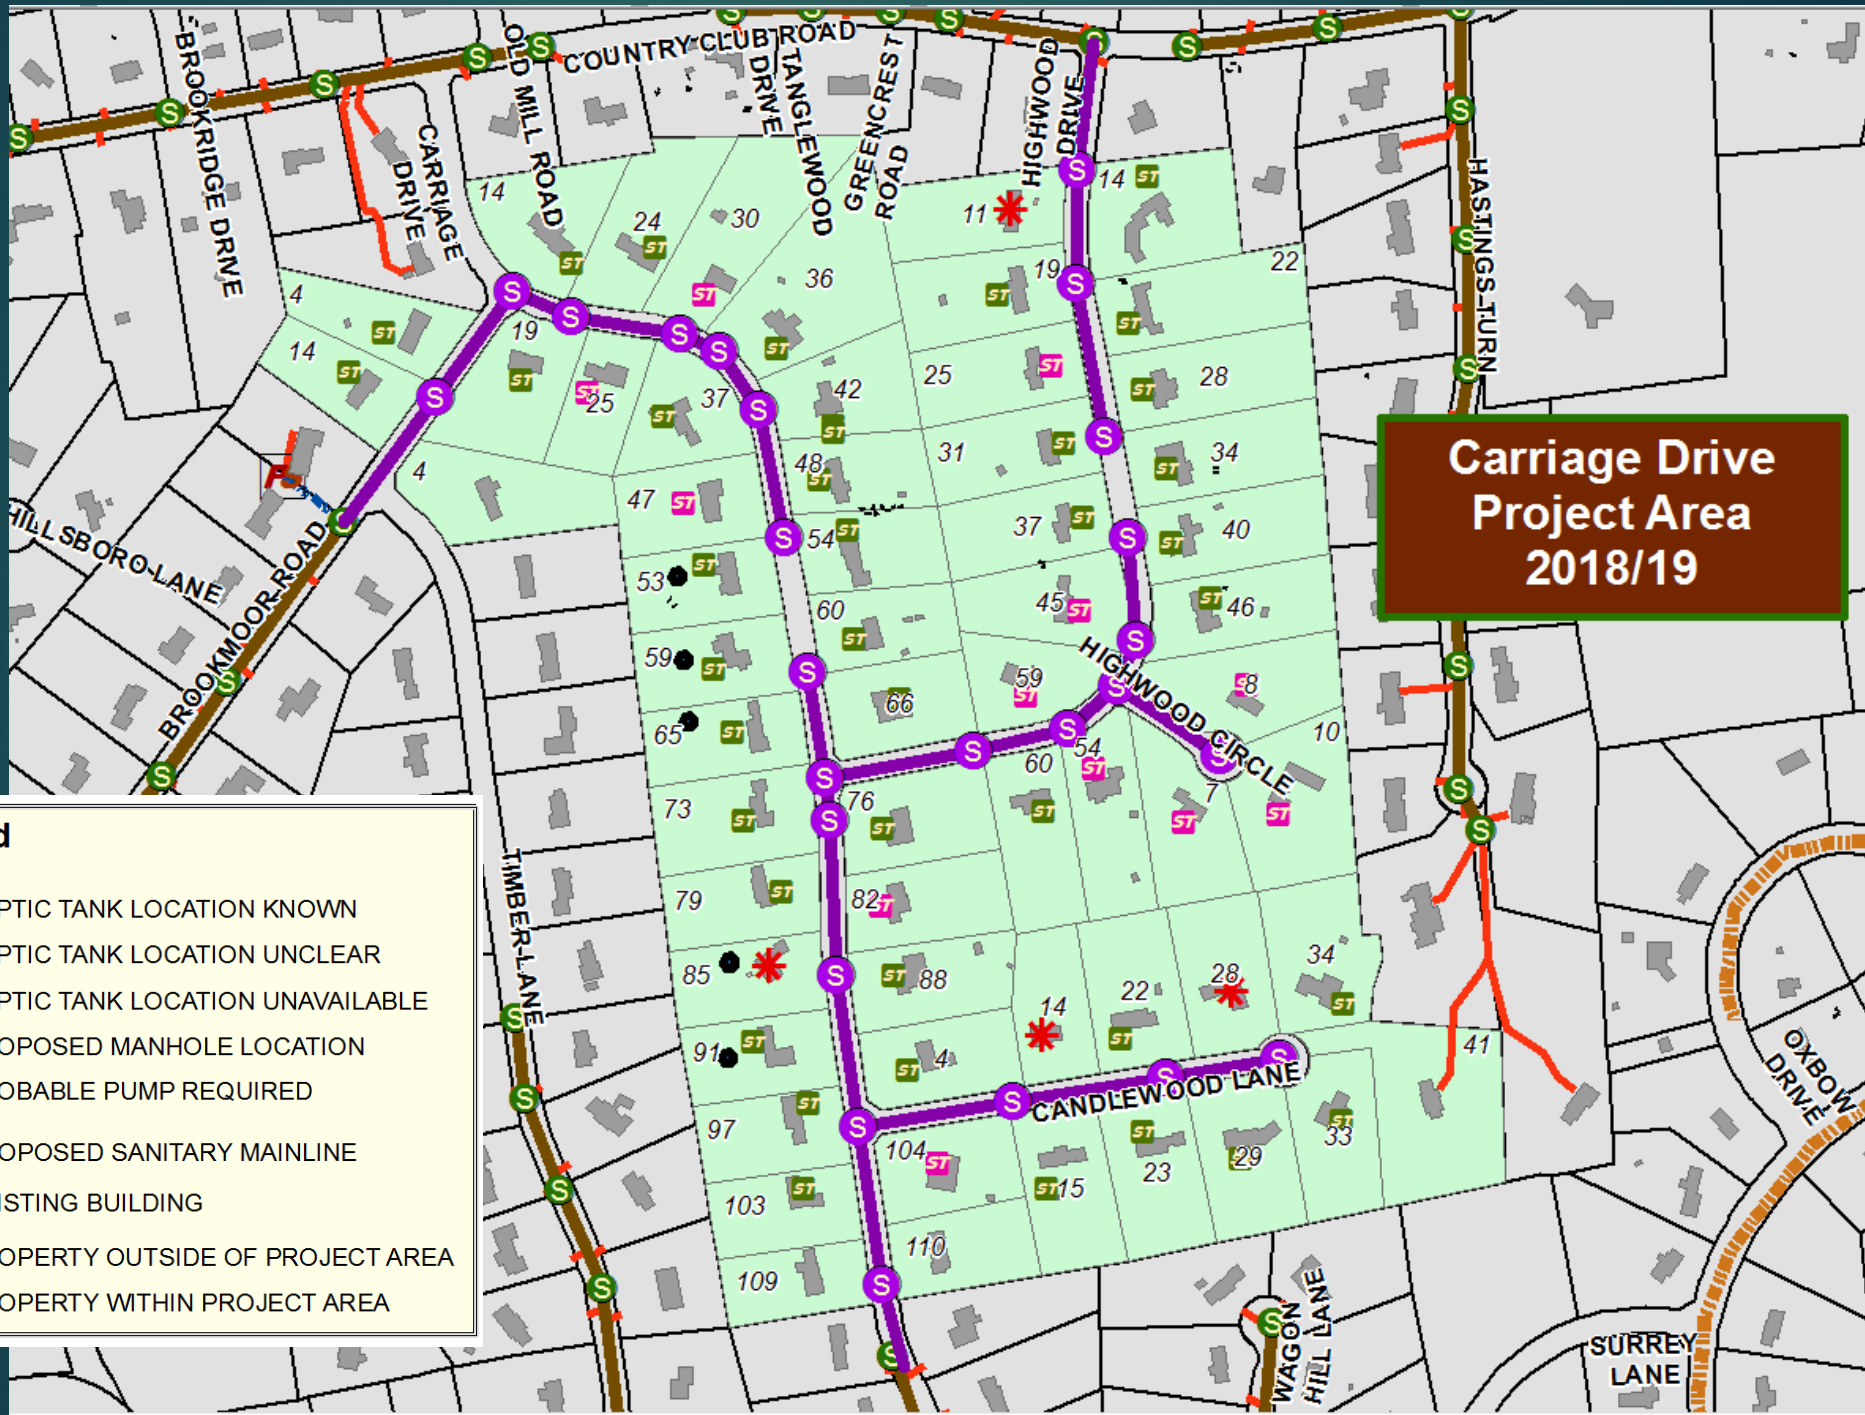 COUNTRY CLUB ROAD
BROOKRIDGE DRIVE
OLD MILL ROAD
CARRIAGE
DRIVE
TANGLEWOOD
DRIVE
GREENCREST
ROAD
HIGHWOOD
DRIVE
HASTINGS TURN
14
24
30
36
11
14
19
22
4
14
19
25
37
42
25
28
31
34
48
4
47
54
37
40
53
60
45
46
59
66
59
8
65
54
60
10
7
73
76
79
82
85
88
14
22
28
34
91
4
41
97
104
15
23
29
33
103
110
109
Carriage Drive
Project Area
2018/19
HILLSBORO LANE
BROOKMOOR ROAD
HIGHWOOD CIRCLE
TIMBER LANE
CANDLEWOOD LANE
OXBOW
DRIVE
SURREY
LANE
WAGON
HILL LANE
d
PTIC TANK LOCATION KNOWN
PTIC TANK LOCATION UNCLEAR
PTIC TANK LOCATION UNAVAILABLE
OPOSED MANHOLE LOCATION
OBABLE PUMP REQUIRED
OPOSED SANITARY MAINLINE
ISTING BUILDING
OPERTY OUTSIDE OF PROJECT AREA
OPERTY WITHIN PROJECT AREA